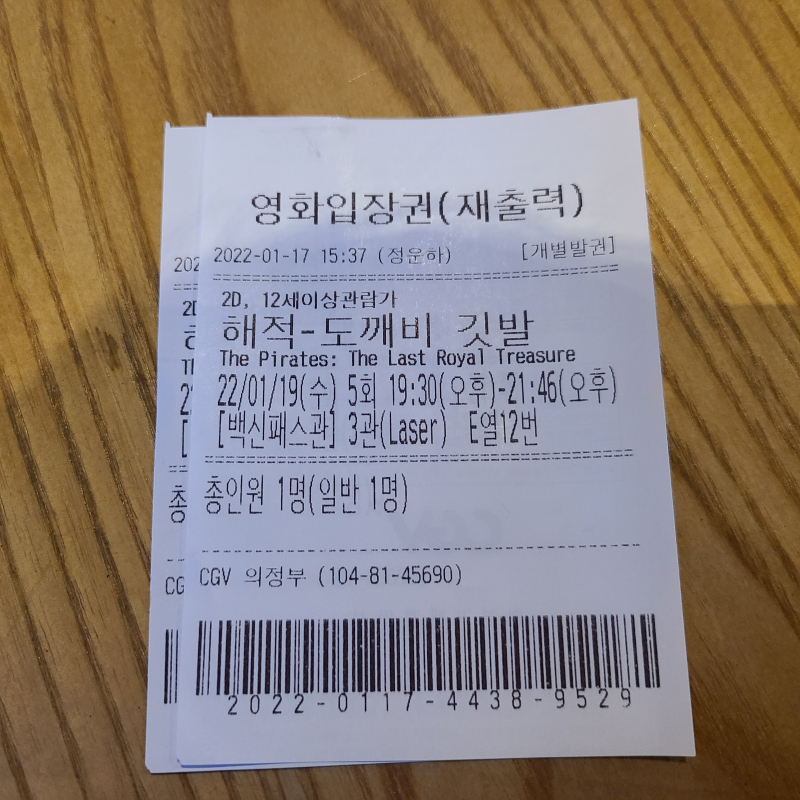 영화입장권(재출력)
2022-01-17 15:37 (정운하) [개별발권]
2D, 12세이상관람가
해적-도깨비 깃발
The Pirates: The Last Royal Treasure
22/01/19(수) 5회 19:30(오후)-21:46(오후)
[백신패스관] 3관(Laser) E열12번
총인원 1명(일반 1명)
CGV 의정부 (104-81-45690)
2022-0117-4438-9529